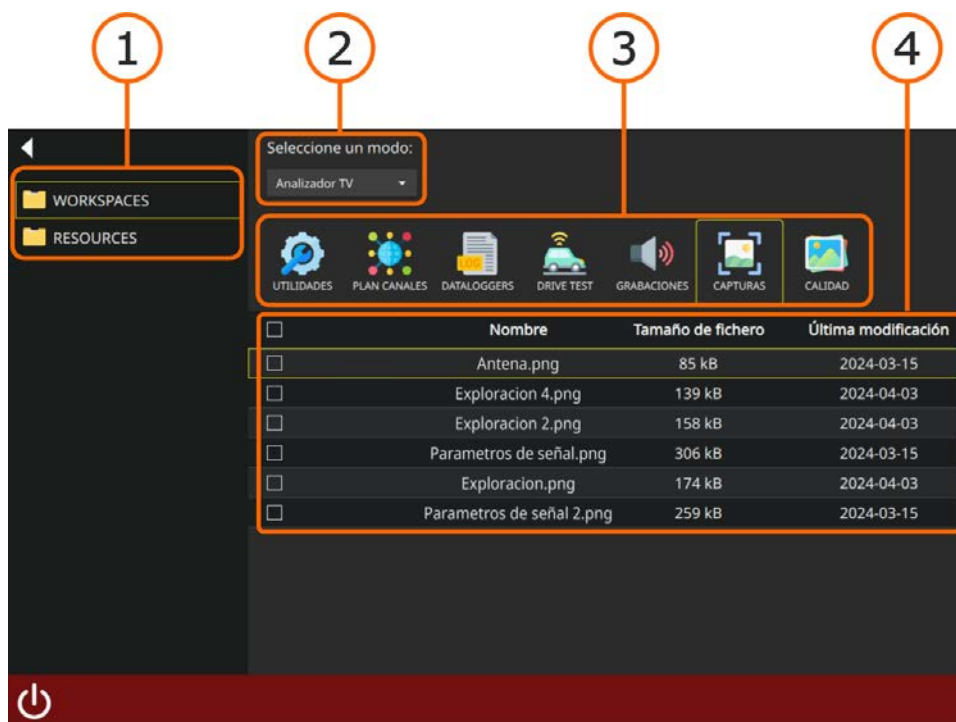 1 2 3 4
Seleccione un modo:
Analizador TV
WORKSPACES
RESOURCES
UTILIDADES PLAN CANALES DATALOGGERS DRIVE TEST GRABACIONES CAPTURAS CALIDAD
LOG
Nombre Tamaño de fichero Última modificación
Antena.png 85 kB 2024-03-15
Exploracion 4.png 139 kB 2024-04-03
Exploracion 2.png 158 kB 2024-04-03
Parametros de señal.png 306 kB 2024-03-15
Exploracion.png 174 kB 2024-04-03
Parametros de señal 2.png 259 kB 2024-03-15